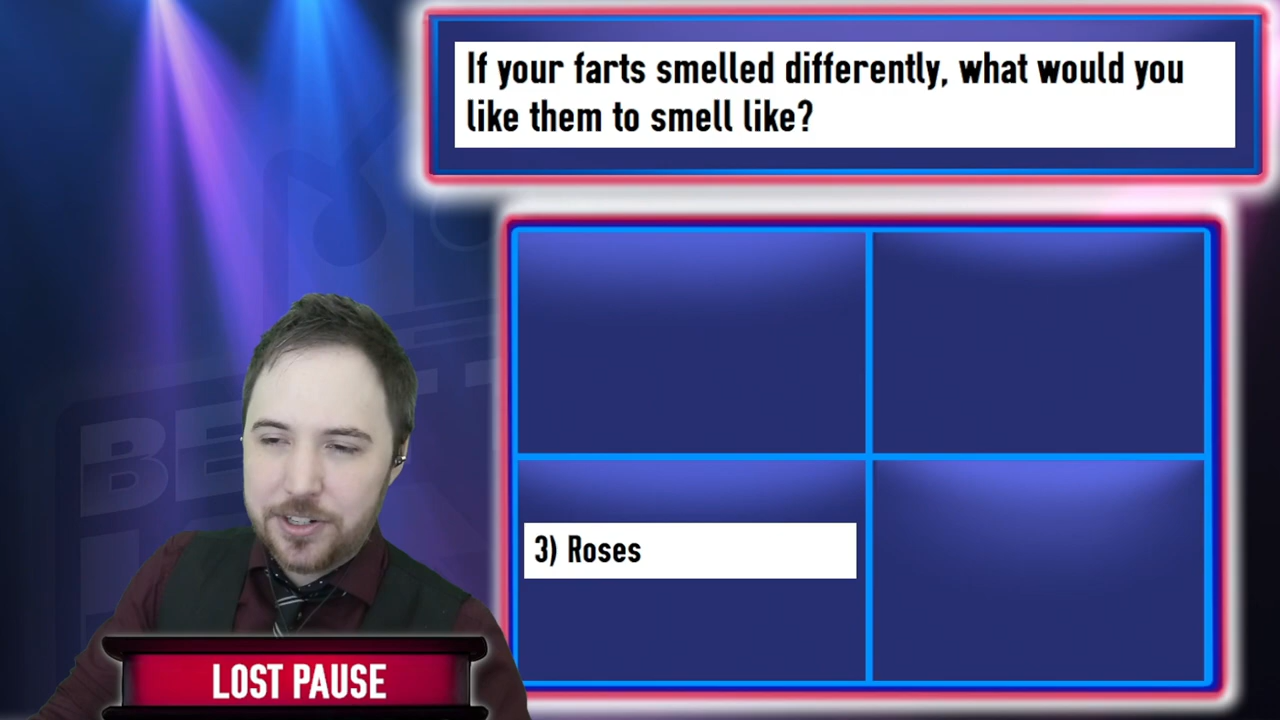 If your farts smelled differently, what would you
like them to smell like?
3) Roses
LOST PAUSE